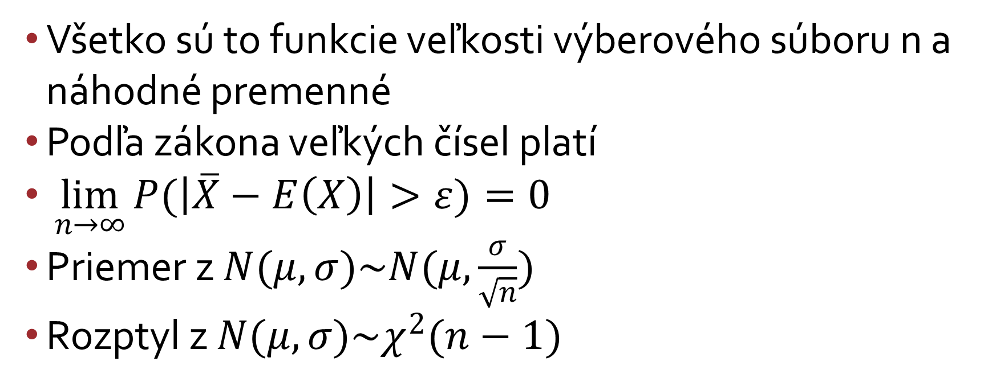 • Všetko sú to funkcie veľkosti výberového súboru n a
náhodné premenné
• Podľa zákona veľkých čísel platí
• $\lim_{n \to \infty} P(|\bar{X} - E(X)| > \varepsilon) = 0$
• Priemer z $N(\mu, \sigma) \sim N(\mu, \frac{\sigma}{\sqrt{n}})$
• Rozptyl z $N(\mu, \sigma) \sim \chi^2(n - 1)$